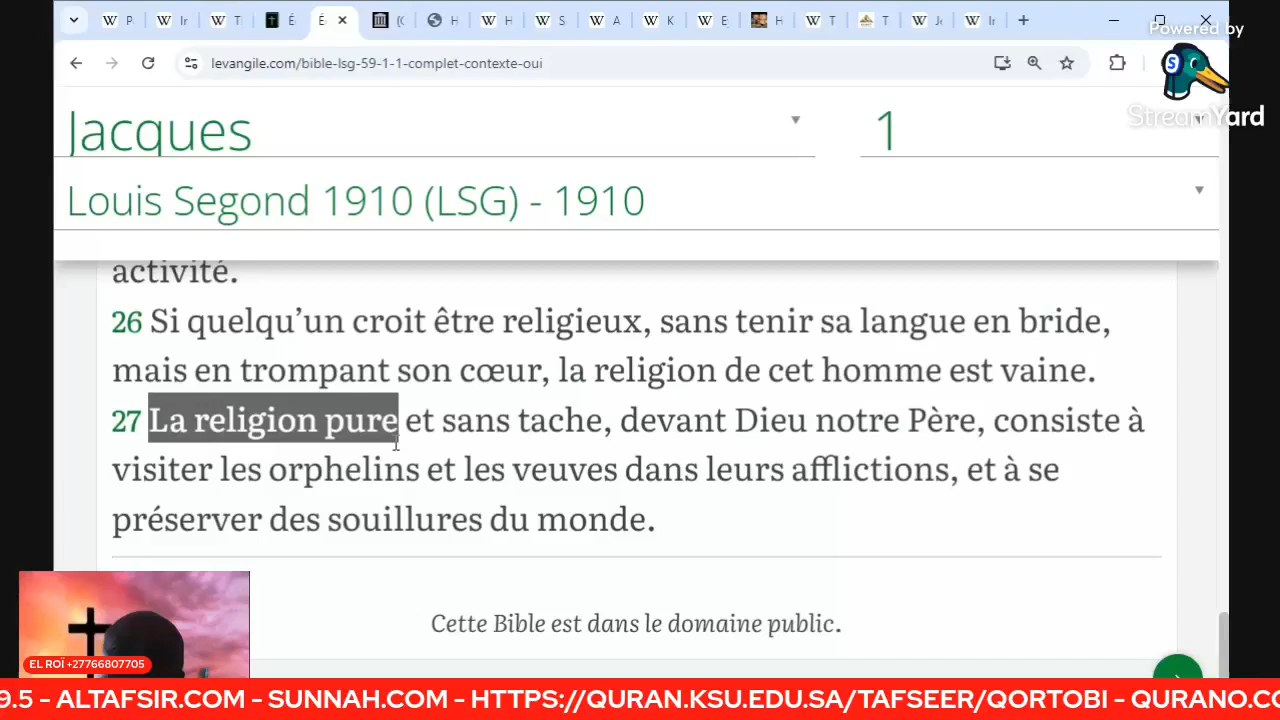 P
Ir
T
É
É
(C
H
H
S
A
K
E
H
T
T
Je
Ir
levangile.com/bible-lsg-59-1-1-complet-contexte-oui
Powered by
StreamYard
Jacques
1
Louis Segond 1910 (LSG) - 1910
activité.
26 Si quelqu’un croit être religieux, sans tenir sa langue en bride,
mais en trompant son cœur, la religion de cet homme est vaine.
27 La religion pure et sans tache, devant Dieu notre Père, consiste à
visiter les orphelins et les veuves dans leurs afflictions, et à se
préserver des souillures du monde.
Cette Bible est dans le domaine public.
EL ROÏ +27766807705
9.5 - ALTAFSIR.COM - SUNNAH.COM - HTTPS://QURAN.KSU.EDU.SA/TAFSEER/QORTOBI - QURANO.CO